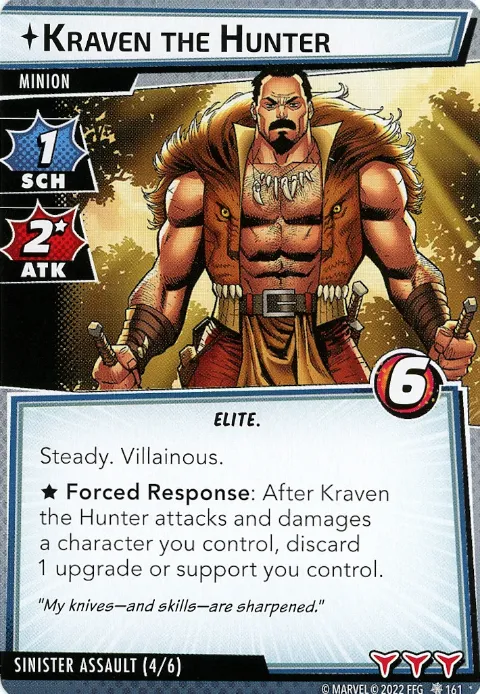 KRAVEN THE HUNTER
MINION
1
SCH
2★
ATK
6
ELITE.
Steady. Villainous.
★ Forced Response: After Kraven
the Hunter attacks and damages
a character you control, discard
1 upgrade or support you control.
"My knives—and skills—are sharpened."
SINISTER ASSAULT (4/6)
© MARVEL © 2022 FFG 161